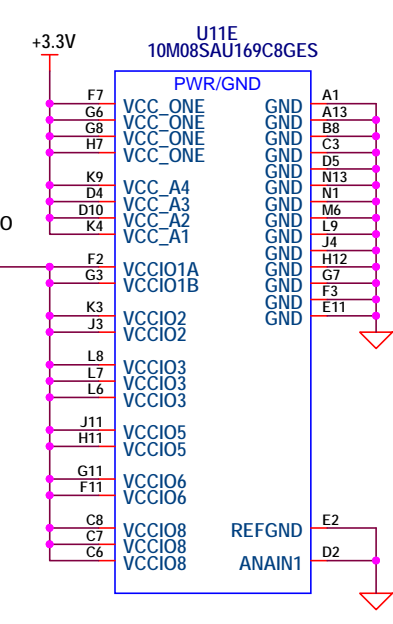 U11E
10M08SAU169C8GES
+3.3V
PWR/GND
F7 VCC_ONE GND A1
G6 VCC_ONE GND A13
G8 VCC_ONE GND B8
H7 VCC_ONE GND C3
GND D5
K9 VCC_A4 GND N13
D4 VCC_A3 GND N1
D10 VCC_A2 GND M6
K4 VCC_A1 GND L9
O
GND J4
F2 VCCIO1A GND H12
G3 VCCIO1B GND G7
GND F3
K3 VCCIO2 GND E11
J3 VCCIO2
L8 VCCIO3
L7 VCCIO3
L6 VCCIO3
J11 VCCIO5
H11 VCCIO5
G11 VCCIO6
F11 VCCIO6
C8 VCCIO8 REFGND E2
C7 VCCIO8
C6 VCCIO8 ANAIN1 D2